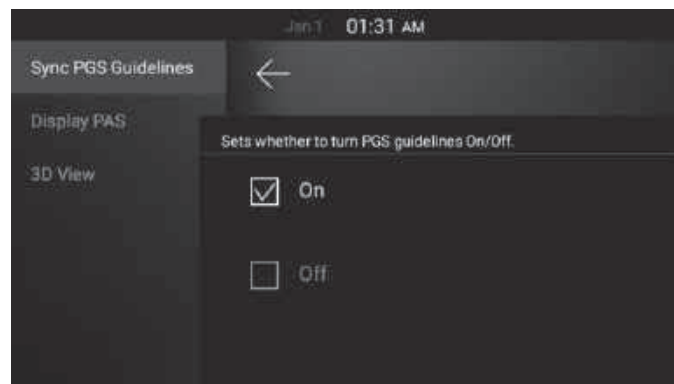 Jan 1 01:31 AM
Sync PGS Guidelines
Display PAS
Sets whether to turn PGS guidelines On/Off.
3D View
On
Off